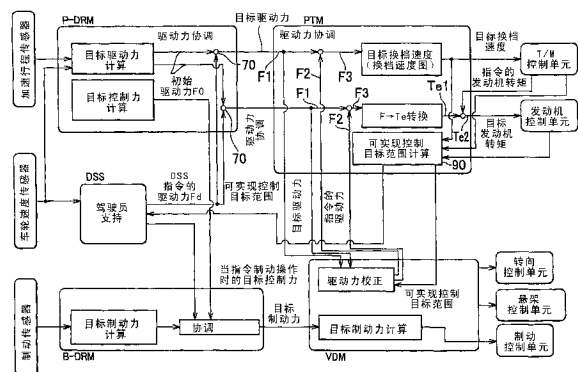 P-DRM
驱动力协调
目标驱动力
PTM
驱动力协调
目标换档
速度
加速行程传感器
目标驱动力
计算
70
F1
F2
F3
目标换档速度
(换档速度图)
T/M
控制单元
初始
驱动力F0
F1
Te1
指令的
发动机转矩
目标控制力
计算
F3
F→Te转换
发动机
控制单元
驱动力
协调
70
F2
Te2
目标
发动机
转矩
可实现控制
目标范围计算
90
车轮速度传感器
DSS
DSS
指令的
驱动力Fd
可实现控制
目标范围
目标驱动力
指令的
驱动力
驾驶员
支持
转向
控制单元
驱动力校正
当指令制动操作
时的目标控制力
可实现控制
目标范围
悬架
控制单元
制动传感器
目标制动力
计算
协调
目标
制动力
目标制动力计算
制动
控制单元
B-DRM
VDM